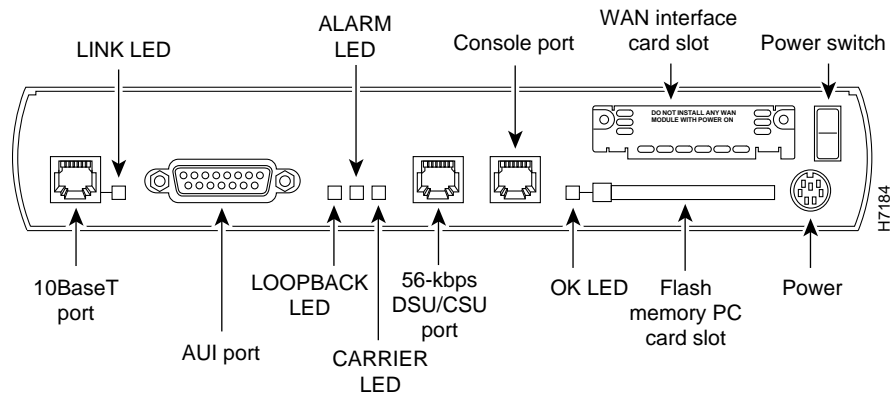 LINK LED
ALARM
LED
Console port
WAN interface
card slot
Power switch
DO NOT INSTALL ANY WAN
MODULE WITH POWER ON
H7184
10BaseT
port
AUI port
LOOPBACK
LED
CARRIER
LED
56-kbps
DSU/CSU
port
OK LED
Flash
memory PC
card slot
Power